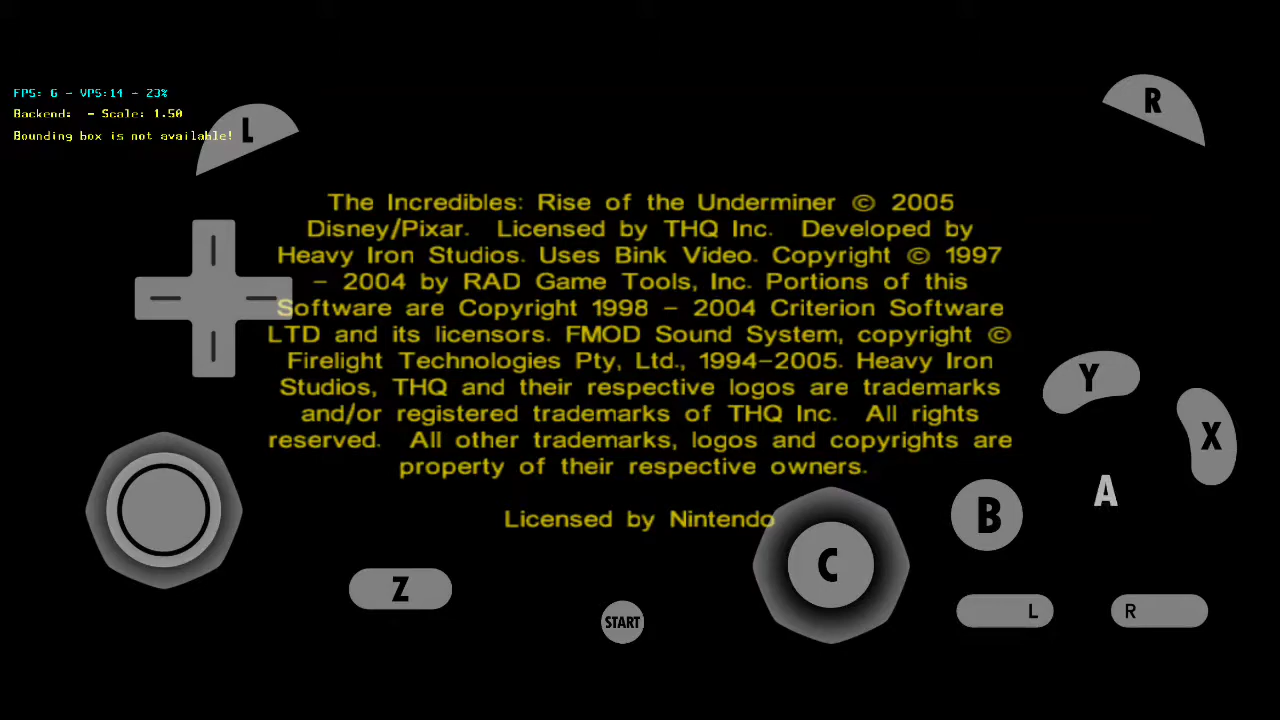 FPS: 6 - VPS:14 - 23%
Backend:  - Scale: 1.50
Bounding box is not available!
L
R
The Incredibles: Rise of the Underminer © 2005
Disney/Pixar.  Licensed by THQ Inc.  Developed by
Heavy Iron Studios. Uses Bink Video. Copyright © 1997
- 2004 by RAD Game Tools, Inc. Portions of this
Software are Copyright 1998 - 2004 Criterion Software
LTD and its licensors. FMOD Sound System, copyright ©
Firelight Technologies Pty, Ltd., 1994-2005. Heavy Iron
Studios, THQ and their respective logos are trademarks
and/or registered trademarks of THQ Inc.  All rights
reserved.  All other trademarks, logos and copyrights are
property of their respective owners.
Licensed by Nintendo
Y
X
A
B
C
Z
START
L
R